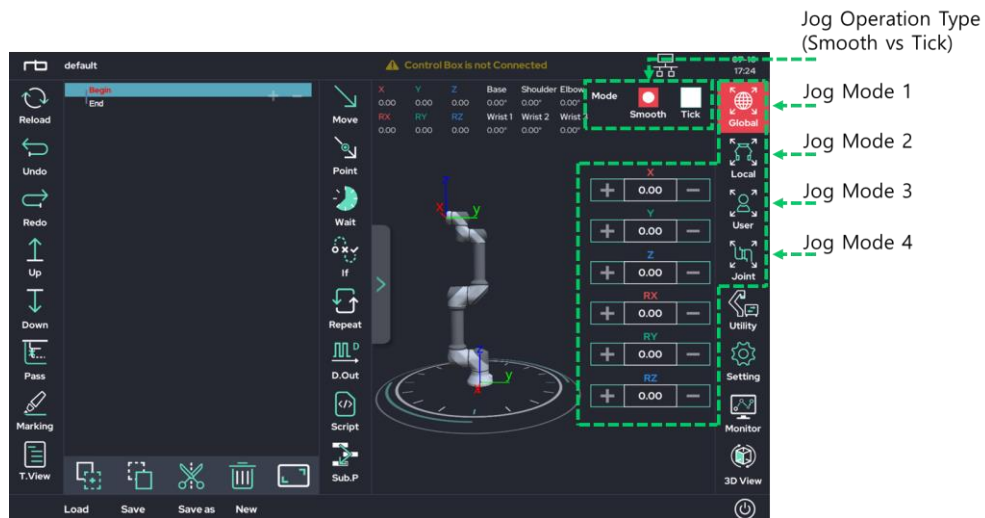 Jog Operation Type
(Smooth vs Tick)
default
Control Box is not Connected
17:24
Begin
End
Reload
Undo
Redo
Up
Down
Pass
Marking
T.View
Move
Point
Wait
If
Repeat
D.Out
Script
Sub.P
X Y Z Base Shoulder Elbow
0.00 0.00 0.00 0.00° 0.00° 0.00°
RX RY RZ Wrist 1 Wrist 2 Wrist
0.00 0.00 0.00 0.00° 0.00° 0.00°
Mode
Smooth Tick
Z
X y
Z
y
X
X
+ 0.00 −
Y
+ 0.00 −
Z
+ 0.00 −
RX
+ 0.00 −
RY
+ 0.00 −
RZ
+ 0.00 −
Global
Local
User
Joint
Utility
Setting
Monitor
3D View
Jog Mode 1
Jog Mode 2
Jog Mode 3
Jog Mode 4
Load Save Save as New